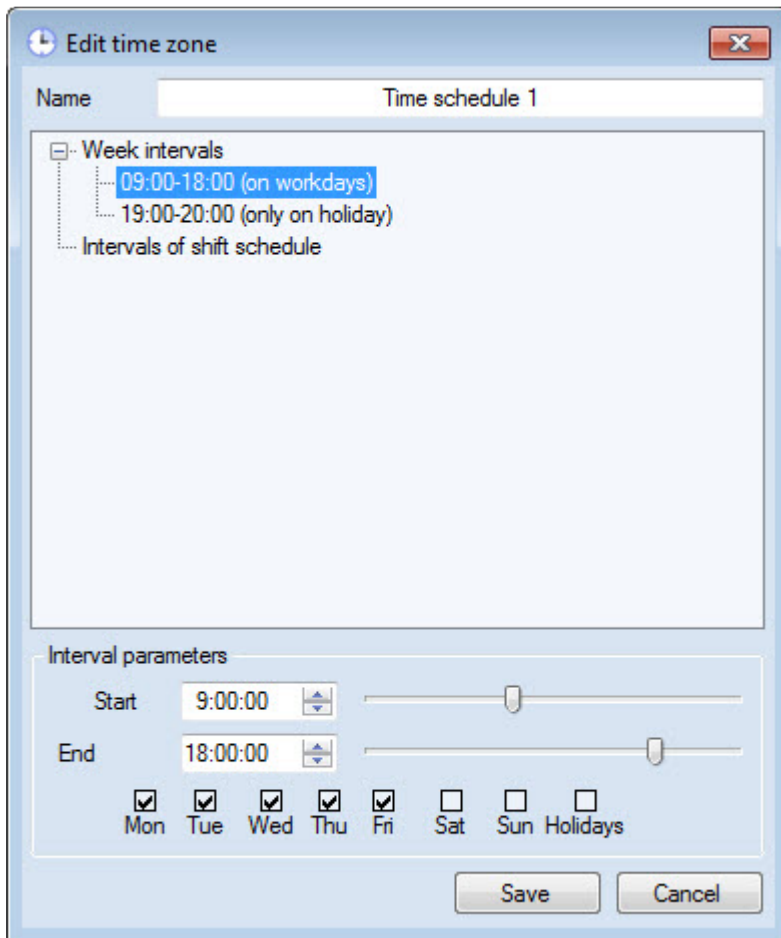 Edit time zone
Name Time schedule 1
Week intervals
09:00-18:00 (on workdays)
19:00-20:00 (only on holiday)
Intervals of shift schedule
Interval parameters
Start 9:00:00
End 18:00:00
Mon Tue Wed Thu Fri Sat Sun Holidays
Save Cancel